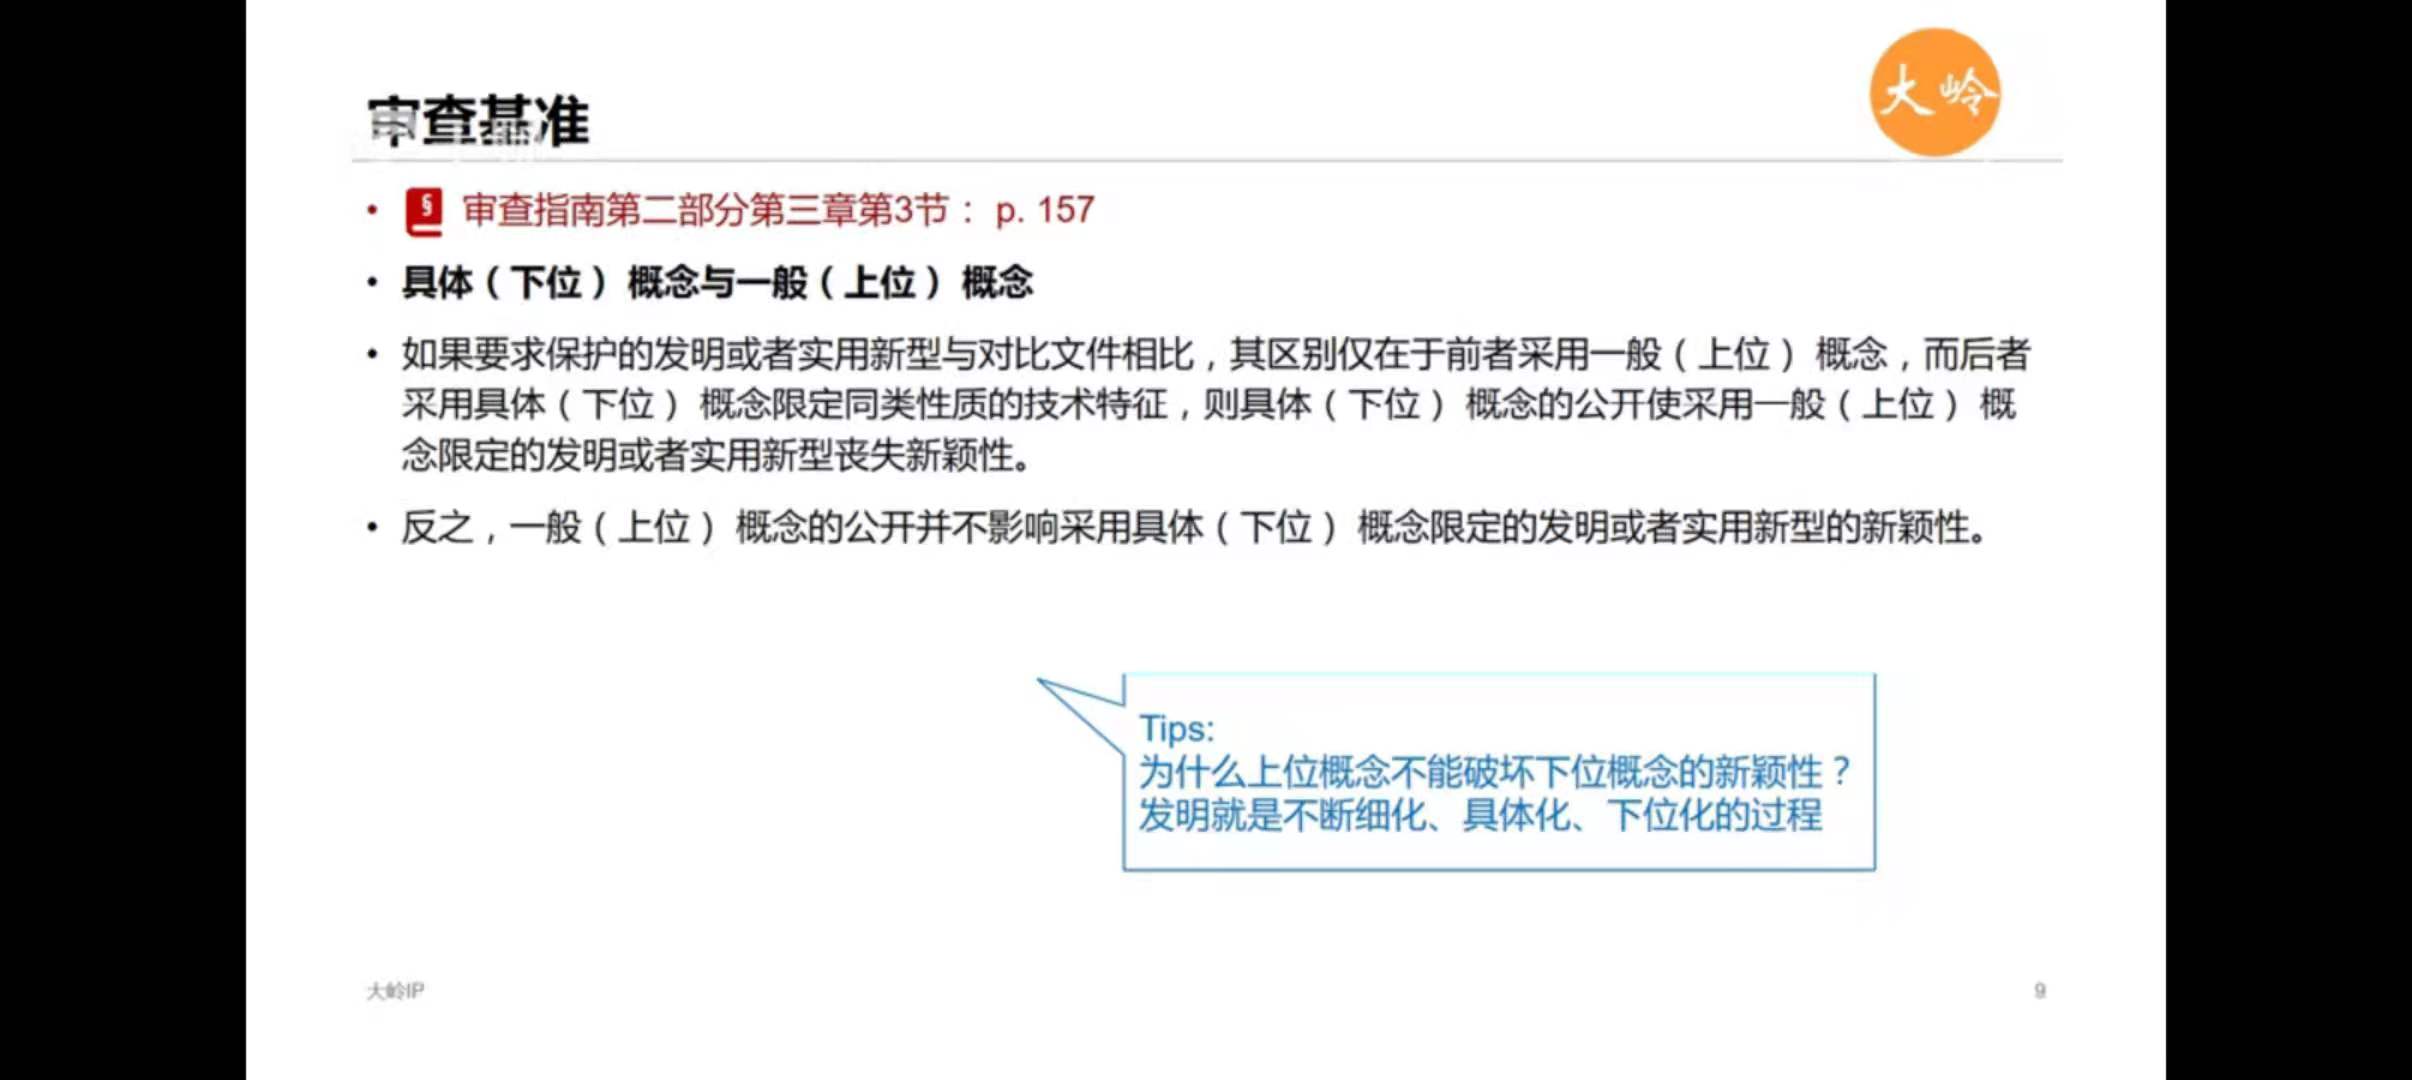 审查基准
大岭
• § 审查指南第二部分第三章第3节： p. 157
• 具体（下位）概念与一般（上位）概念
• 如果要求保护的发明或者实用新型与对比文件相比，其区别仅在于前者采用一般（上位）概念，而后者
采用具体（下位）概念限定同类性质的技术特征，则具体（下位）概念的公开使采用一般（上位）概
念限定的发明或者实用新型丧失新颖性。
• 反之，一般（上位）概念的公开并不影响采用具体（下位）概念限定的发明或者实用新型的新颖性。
Tips:
为什么上位概念不能破坏下位概念的新颖性？
发明就是不断细化、具体化、下位化的过程
大岭IP
9